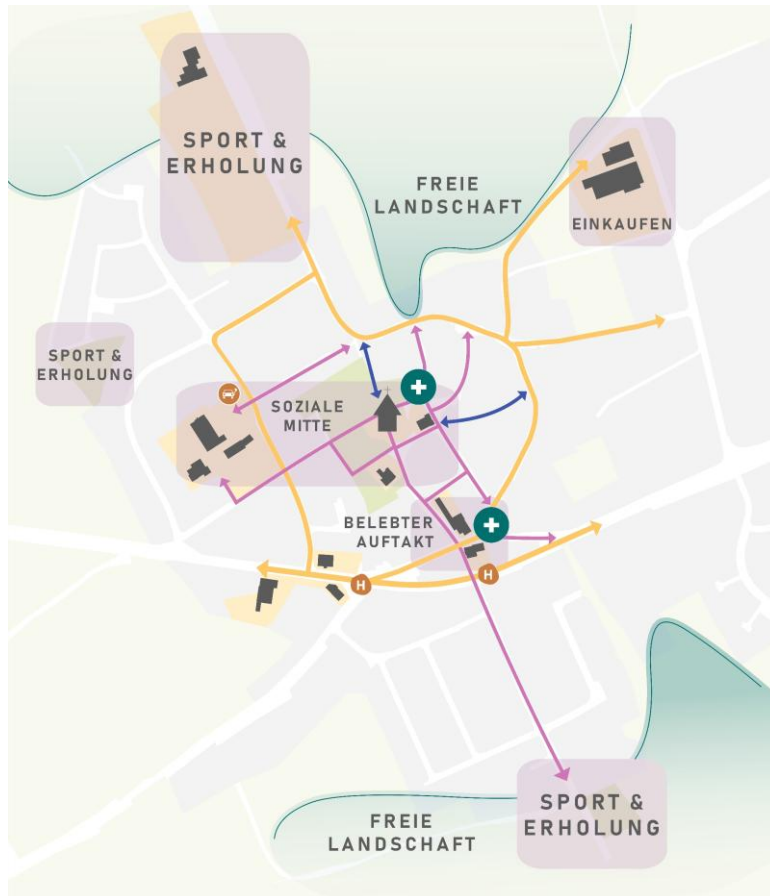 SPORT &
ERHOLUNG
FREIE
LANDSCHAFT
EINKAUFEN
SPORT &
ERHOLUNG
SOZIALE
MITTE
BELEBTER
AUFTAKT
H
H
SPORT &
ERHOLUNG
FREIE
LANDSCHAFT